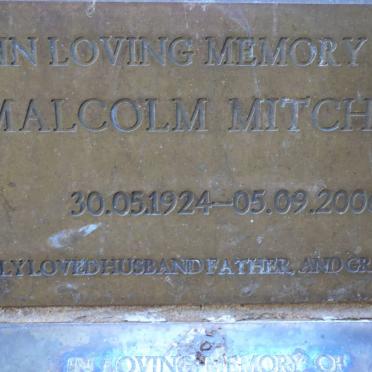 IN LOVING MEMORY
MALCOLM MITCH
30.05.1924-05.09.200
LY LOVED HUSBAND FATHER, AND GR
IN LOVING MEMORY OF